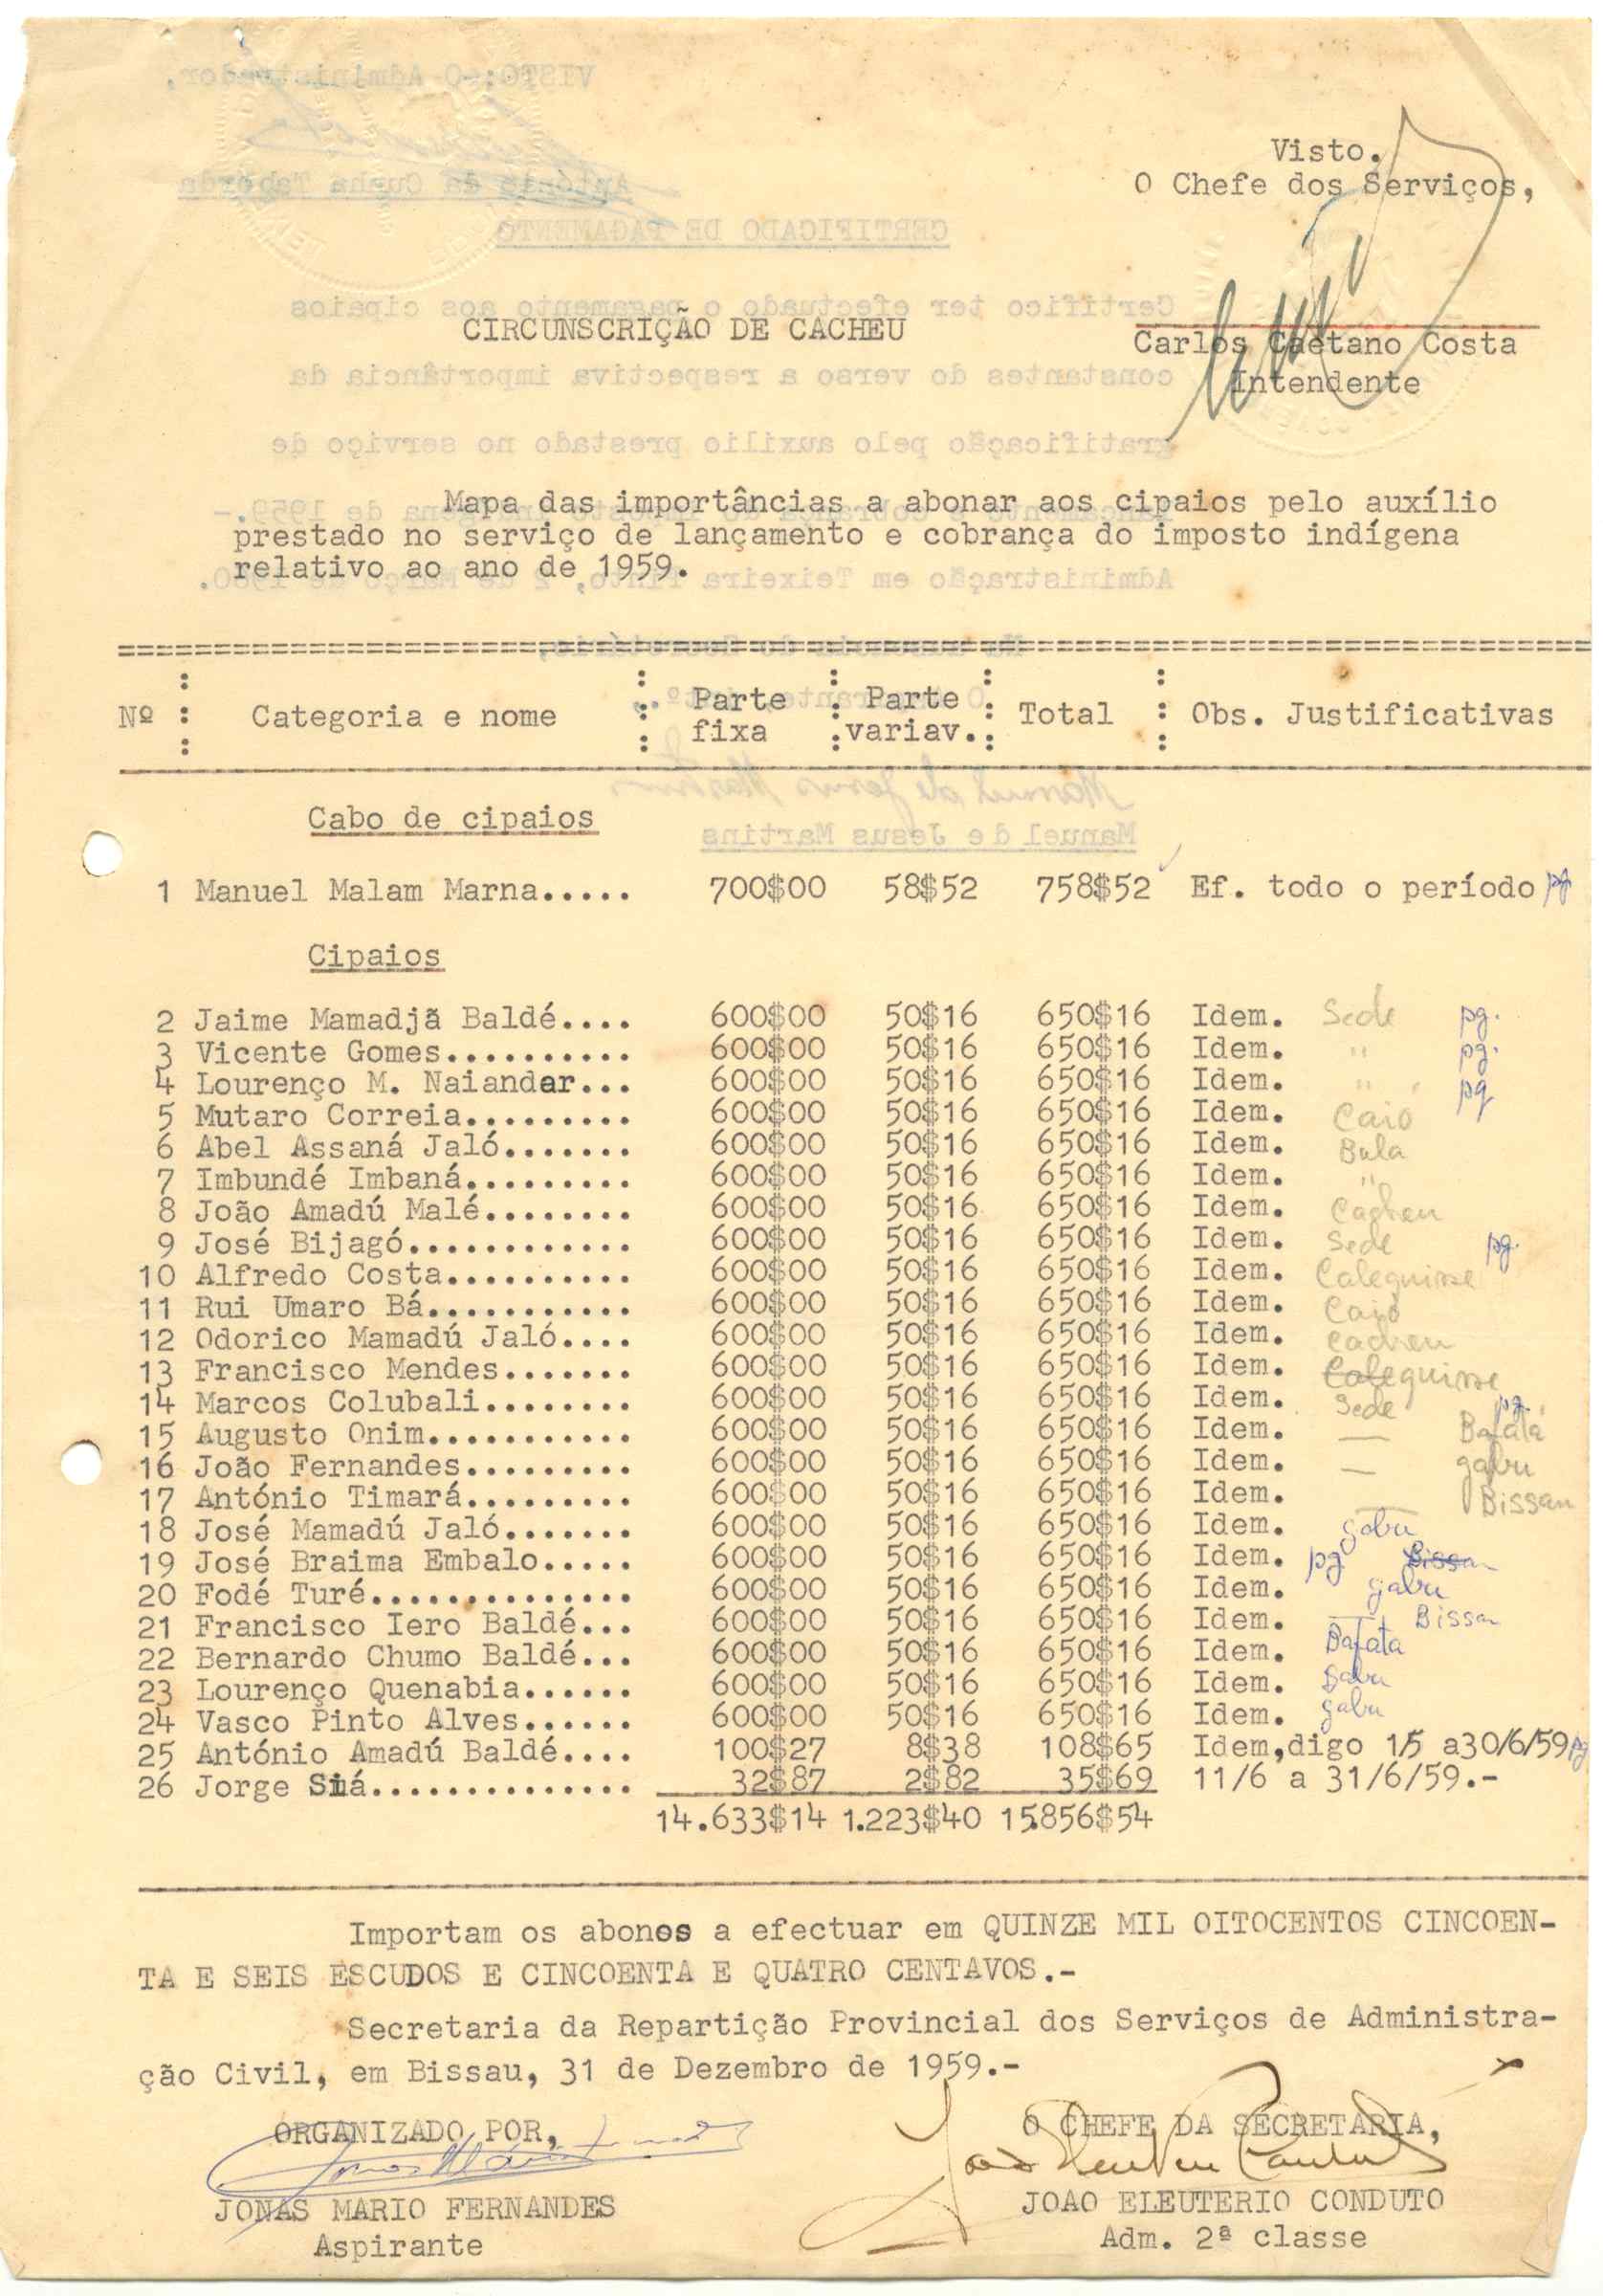 Visto.
O Chefe dos Serviços,
CIRCUNSCRIÇÃO DE CACHEU
Carlos Caetano Costa
Intendente
Mapa das importâncias a abonar aos cipaios pelo auxílio
prestado no serviço de lançamento e cobrança do imposto indígena
relativo ao ano de 1959.
Nº : Categoria e nome : Parte fixa : Parte variav. : Total : Obs. Justificativas
Cabo de cipaios
1 Manuel Malam Marna..... 700$00 58$52 758$52 Ef. todo o período pg
Cipaios
2 Jaime Mamadjã Baldé.... 600$00 50$16 650$16 Idem. Sede pg.
3 Vicente Gomes.......... 600$00 50$16 650$16 Idem. " pg.
4 Lourenço M. Naiander... 600$00 50$16 650$16 Idem. " pg
5 Mutaro Correia......... 600$00 50$16 650$16 Idem. Caió
6 Abel Assaná Jaló....... 600$00 50$16 650$16 Idem. Bula
7 Imbundé Imbaná......... 600$00 50$16 650$16 Idem. "
8 João Amadú Malé........ 600$00 50$16 650$16 Idem. Cacheu
9 José Bijagó............ 600$00 50$16 650$16 Idem. Sede pg.
10 Alfredo Costa.......... 600$00 50$16 650$16 Idem. Calequisse
11 Rui Umaro Bá........... 600$00 50$16 650$16 Idem. Caió
12 Odorico Mamadú Jaló.... 600$00 50$16 650$16 Idem. Cacheu
13 Francisco Mendes....... 600$00 50$16 650$16 Idem. Calequisse
14 Marcos Colubali........ 600$00 50$16 650$16 Idem. Sede pg.
15 Augusto Onim........... 600$00 50$16 650$16 Idem. — Bafatá
16 João Fernandes......... 600$00 50$16 650$16 Idem. — gabu
17 António Timará......... 600$00 50$16 650$16 Idem. — Bissau
18 José Mamadú Jaló....... 600$00 50$16 650$16 Idem. gabu
19 José Braima Embalo..... 600$00 50$16 650$16 Idem. pg Bissau
20 Fodé Turé.............. 600$00 50$16 650$16 Idem. gabu
21 Francisco Iero Baldé... 600$00 50$16 650$16 Idem. — Bissau
22 Bernardo Chumo Baldé... 600$00 50$16 650$16 Idem. Bafata
23 Lourenço Quenabia...... 600$00 50$16 650$16 Idem. Gabu
24 Vasco Pinto Alves...... 600$00 50$16 650$16 Idem. gabu
25 António Amadú Baldé.... 100$27 8$38 108$65 Idem,digo 1/5 a30/6/59 pg
26 Jorge Siá.............. 32$87 2$82 35$69 11/6 a 31/6/59.-
14.633$14 1.223$40 15.856$54
Importam os abonos a efectuar em QUINZE MIL OITOCENTOS CINCOEN-
TA E SEIS ESCUDOS E CINCOENTA E QUATRO CENTAVOS.-
Secretaria da Repartição Provincial dos Serviços de Administra-
ção Civil, em Bissau, 31 de Dezembro de 1959.-
ORGANIZADO POR,
O CHEFE DA SECRETARIA,
JONAS MARIO FERNANDES
JOAO ELEUTERIO CONDUTO
Aspirante
Adm. 2ª classe